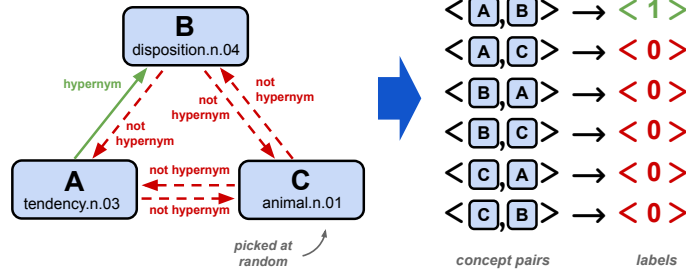 B
disposition.n.04
hypernym
not
hypernym
not
hypernym
not
hypernym
A
tendency.n.03
not hypernym
not hypernym
C
animal.n.01
picked at
random
< A , B > → < 1 >
< A , C > → < 0 >
< B , A > → < 0 >
< B , C > → < 0 >
< C , A > → < 0 >
< C , B > → < 0 >
concept pairs
labels